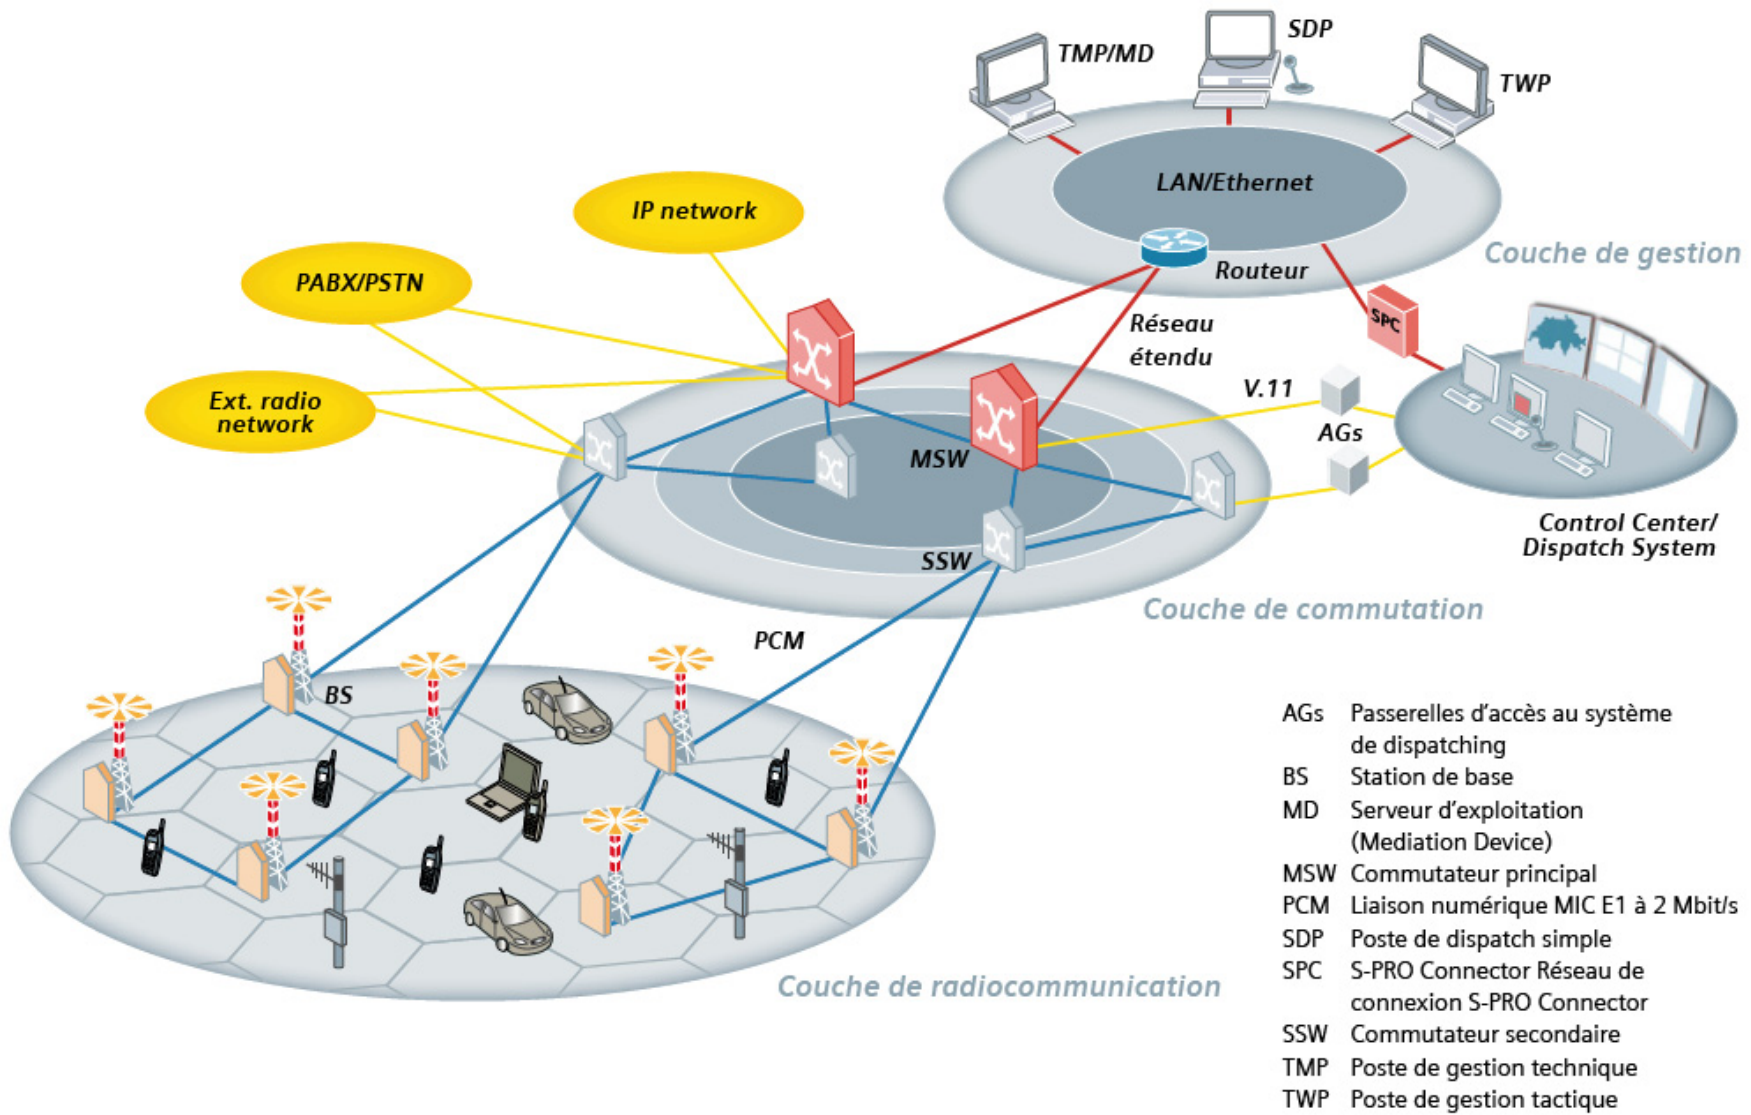 SDP
TMP/MD
TWP
LAN/Ethernet
IP network
Couche de gestion
PABX/PSTN
Routeur
SPC
Réseau
étendu
V.11
Ext. radio
network
AGs
MSW
Control Center/
Dispatch System
SSW
Couche de commutation
PCM
BS
Couche de radiocommunication
AGs Passerelles d'accès au système
de dispatching
BS Station de base
MD Serveur d'exploitation
(Mediation Device)
MSW Commutateur principal
PCM Liaison numérique MIC E1 à 2 Mbit/s
SDP Poste de dispatch simple
SPC S-PRO Connector Réseau de
connexion S-PRO Connector
SSW Commutateur secondaire
TMP Poste de gestion technique
TWP Poste de gestion tactique